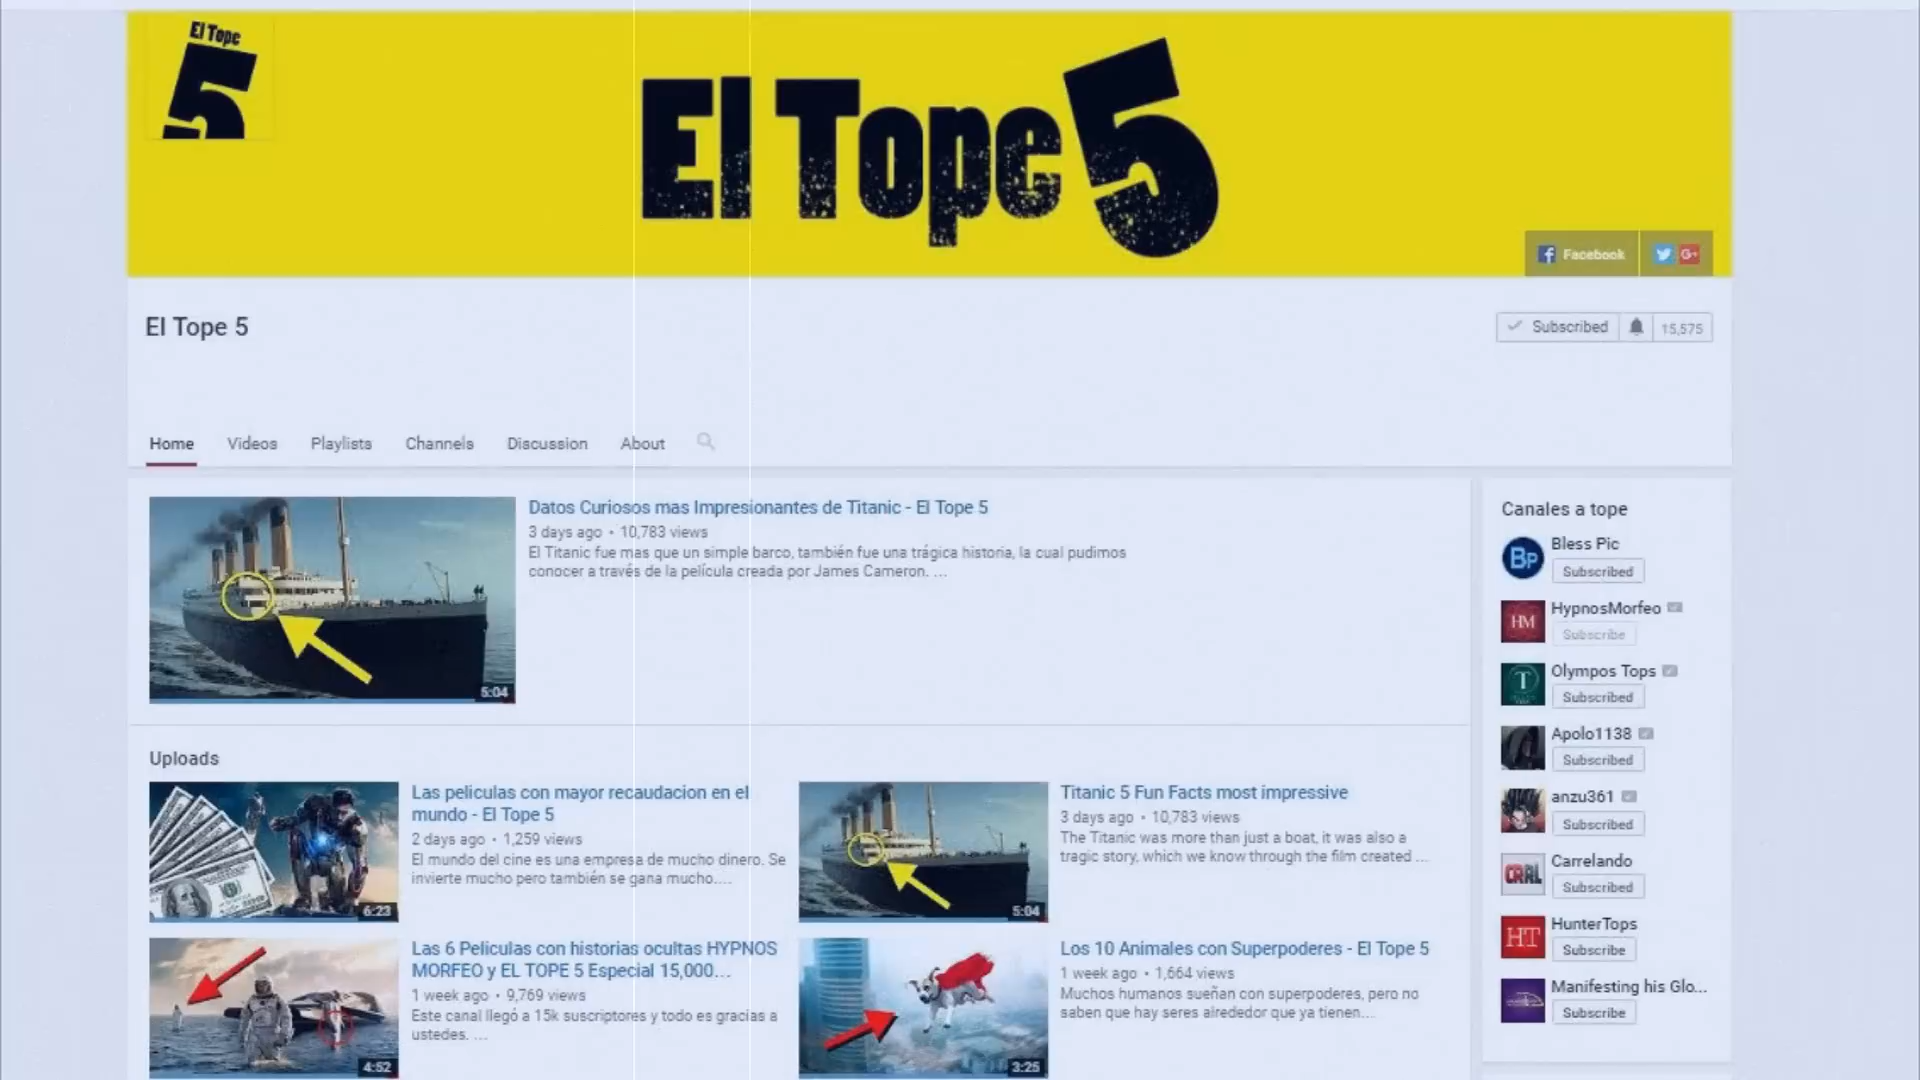 El Tope
5
El Tope 5
Facebook
G+
El Tope 5
Subscribed
15,575
Home
Videos
Playlists
Channels
Discussion
About
Datos Curiosos mas Impresionantes de Titanic - El Tope 5
3 days ago • 10,783 views
El Titanic fue mas que un simple barco, también fue una trágica historia, la cual pudimos
conocer a través de la película creada por James Cameron. ...
5:04
Uploads
Las peliculas con mayor recaudacion en el
mundo - El Tope 5
2 days ago • 1,259 views
El mundo del cine es una empresa de mucho dinero. Se
invierte mucho pero también se gana mucho....
6:23
Titanic 5 Fun Facts most impressive
3 days ago • 10,783 views
The Titanic was more than just a boat, it was also a
tragic story, which we know through the film created ...
5:04
Las 6 Peliculas con historias ocultas HYPNOS
MORFEO y EL TOPE 5 Especial 15,000...
1 week ago • 9,769 views
Este canal llegó a 15k suscriptores y todo es gracias a
ustedes. ...
4:52
Los 10 Animales con Superpoderes - El Tope 5
1 week ago • 1,664 views
Muchos humanos sueñan con superpoderes, pero no
saben que hay seres alrededor que ya tienen....
3:25
Canales a tope
BP
Bless Pic
Subscribed
HM
HypnosMorfeo
Subscribe
T
Olympos Tops
Subscribed
Apolo1138
Subscribed
anzu361
Subscribed
CRRL
Carrelando
Subscribed
HT
HunterTops
Subscribe
Manifesting his Glo...
Subscribe